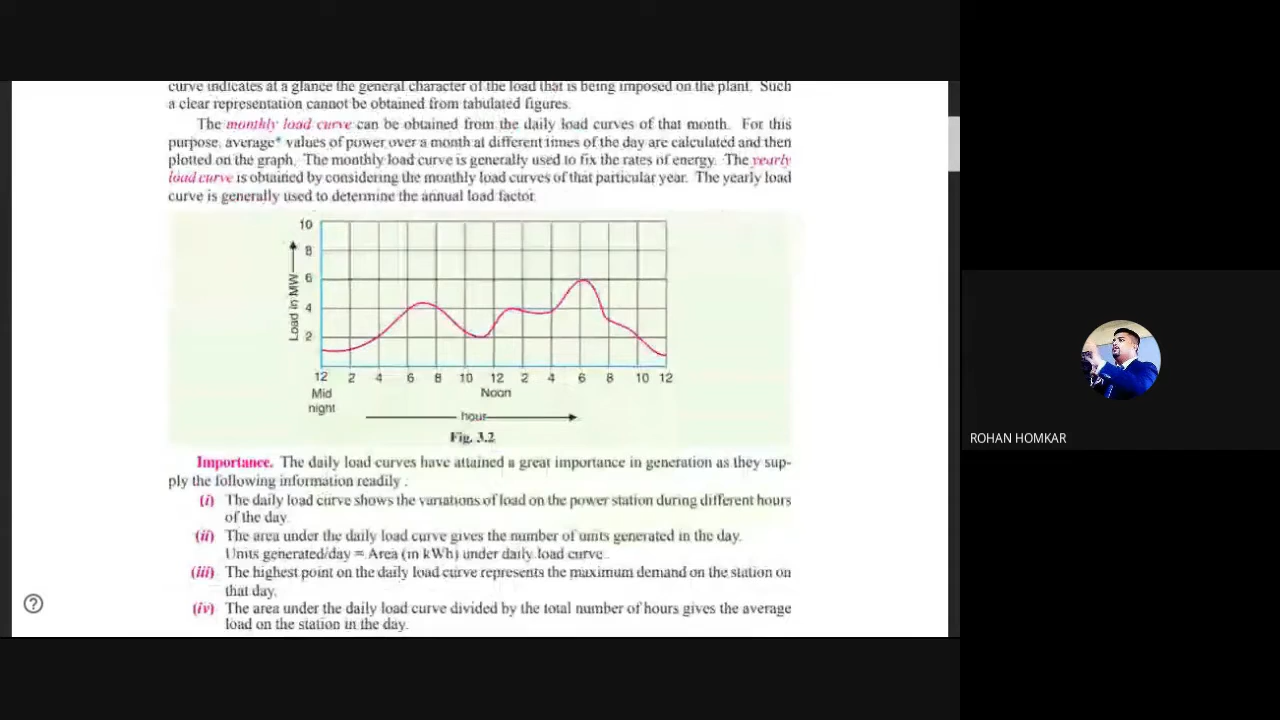 curve indicates at a glance the general character of the load that is being imposed on the plant. Such
a clear representation cannot be obtained from tabulated figures.
The monthly load curve can be obtained from the daily load curves of that month. For this
purpose, average* values of power over a month at different times of the day are calculated and then
plotted on the graph. The monthly load curve is generally used to fix the rates of energy. The yearly
load curve is obtained by considering the monthly load curves of that particular year. The yearly load
curve is generally used to determine the annual load factor.
10
8
6
4
2
Load in MW
12 2 4 6 8 10 12 2 4 6 8 10 12
Mid Noon
night
hour
Fig. 3.2
Importance. The daily load curves have attained a great importance in generation as they sup-
ply the following information readily :
(i) The daily load curve shows the variations of load on the power station during different hours
of the day.
(ii) The area under the daily load curve gives the number of units generated in the day.
Units generated/day = Area (in kWh) under daily load curve.
(iii) The highest point on the daily load curve represents the maximum demand on the station on
that day.
(iv) The area under the daily load curve divided by the total number of hours gives the average
load on the station in the day.
?
ROHAN HOMKAR